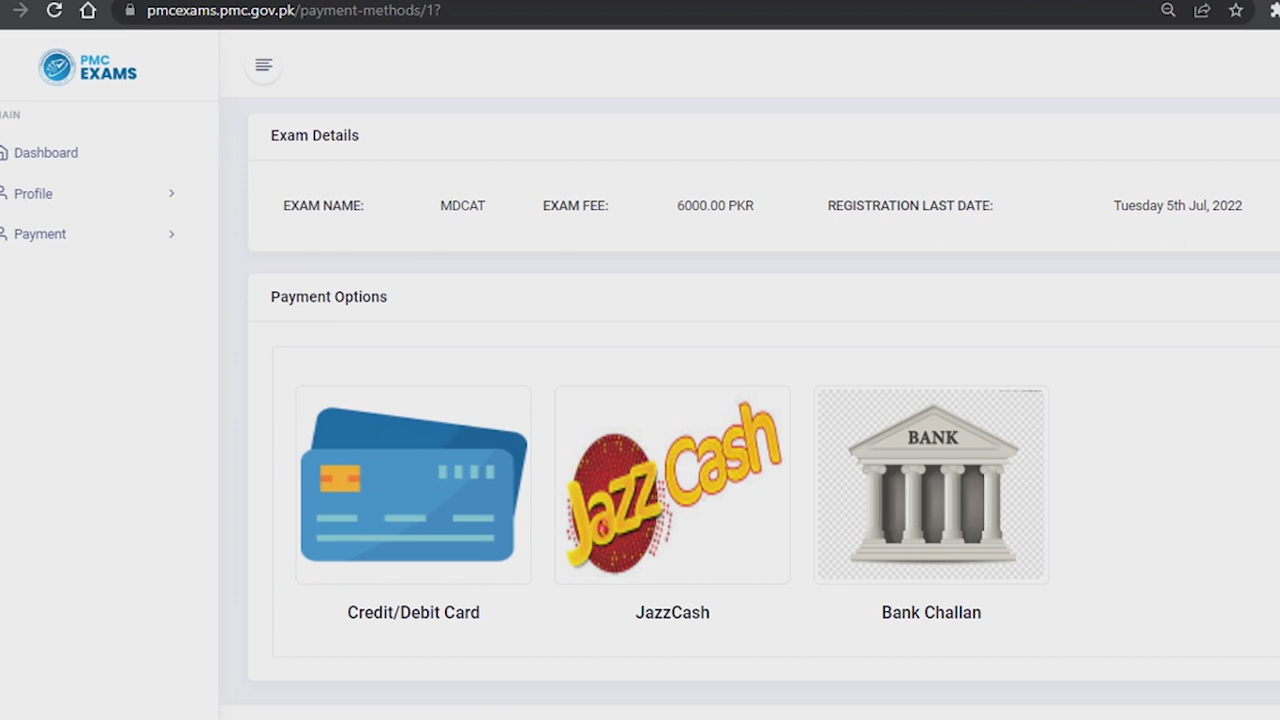 pmcexams.pmc.gov.pk/payment-methods/1?
PMC
EXAMS
Dashboard
Profile
Payment
Exam Details
EXAM NAME: MDCAT EXAM FEE: 6000.00 PKR REGISTRATION LAST DATE: Tuesday 5th Jul, 2022
Payment Options
Jazz Cash
BANK
Credit/Debit Card
JazzCash
Bank Challan